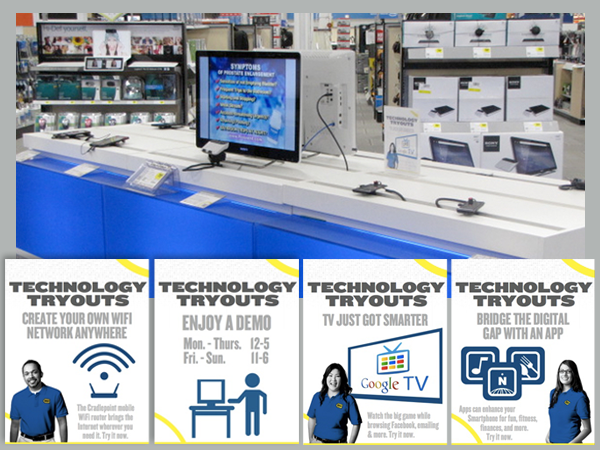 SYMPTOMS
OF PROSTATE ENLARGEMENT
SONY
TECHNOLOGY
TRYOUTS
TECHNOLOGY
TRYOUTS
CREATE YOUR OWN WIFI
NETWORK ANYWHERE
The Cradlepoint mobile
WiFi router brings the
Internet wherever you
need it. Try it now.
TECHNOLOGY
TRYOUTS
ENJOY A DEMO
Mon. - Thurs. 12-5
Fri. - Sun. 11-6
TECHNOLOGY
TRYOUTS
TV JUST GOT SMARTER
Google TV
Watch the big game while
browsing Facebook, emailing
& more. Try it now.
TECHNOLOGY
TRYOUTS
BRIDGE THE DIGITAL
GAP WITH AN APP
N
Apps can enhance your
Smartphone for fun, fitness,
finances, and more.
Try it now.